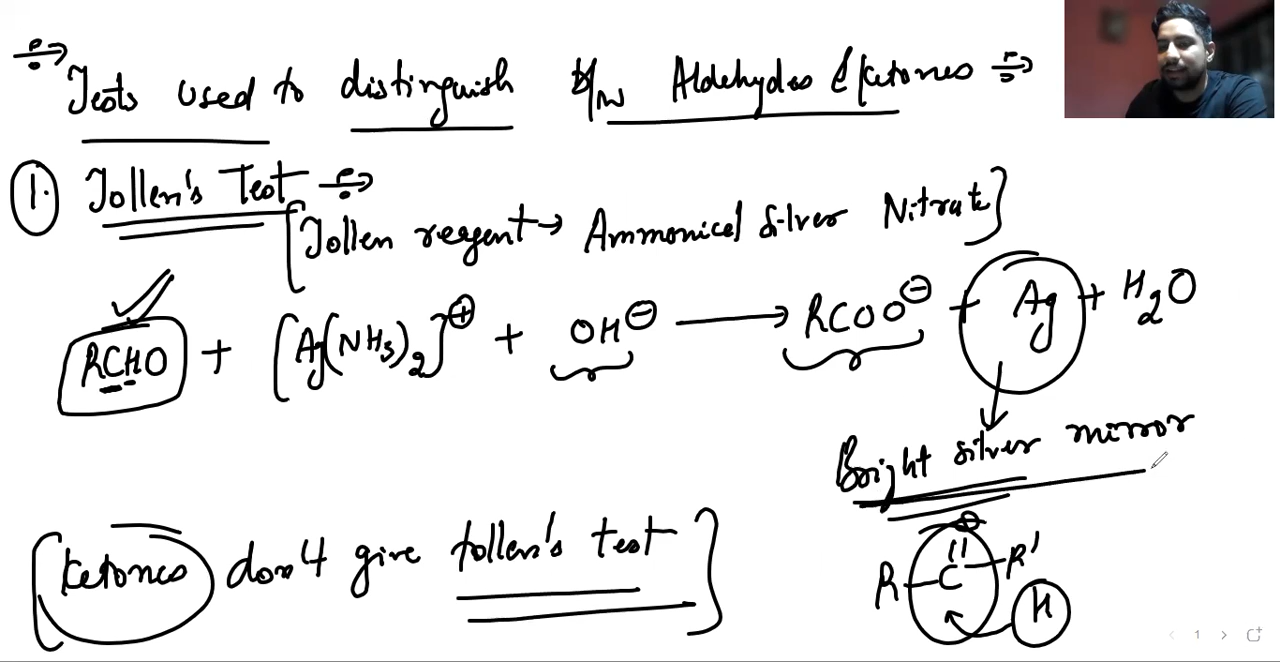 Tests used to distinguish b/w Aldehydes & ketones
1. Tollen's Test
[Tollen reagent → Ammonical Silver Nitrate]
RCHO + [Ag(NH₃)₂]⊕ + OH⊖ → RCOO⊖ + Ag + H₂O
Bright silver mirror
[ketones don't give tollen's test]
O
R-C-R'
H
1